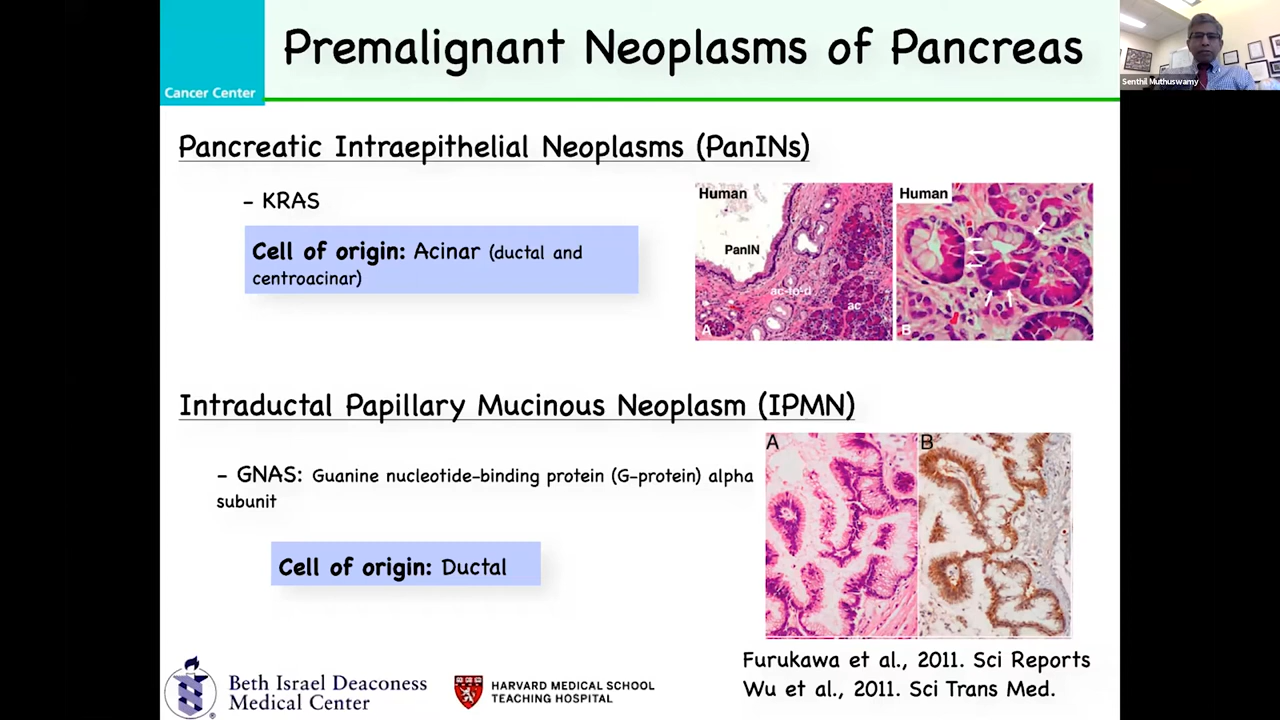 Premalignant Neoplasms of Pancreas
Cancer Center
Senthil Muthuswamy
Pancreatic Intraepithelial Neoplasms (PanINs)
– KRAS
Cell of origin: Acinar (ductal and
centroacinar)
Human
PanIN
ac-to-d
ac
A
Human
B
Intraductal Papillary Mucinous Neoplasm (IPMN)
– GNAS: Guanine nucleotide-binding protein (G-protein) alpha
subunit
Cell of origin: Ductal
A
B
Furukawa et al., 2011. Sci Reports
Wu et al., 2011. Sci Trans Med.
Beth Israel Deaconess
Medical Center
®
HARVARD MEDICAL SCHOOL
TEACHING HOSPITAL